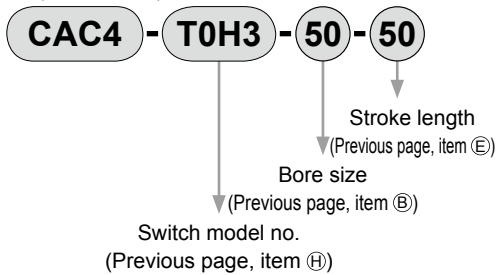 CAC4-T0H3-50-50
Stroke length
(Previous page, item Ⓔ)
Bore size
(Previous page, item Ⓑ)
Switch model no.
(Previous page, item Ⓗ)